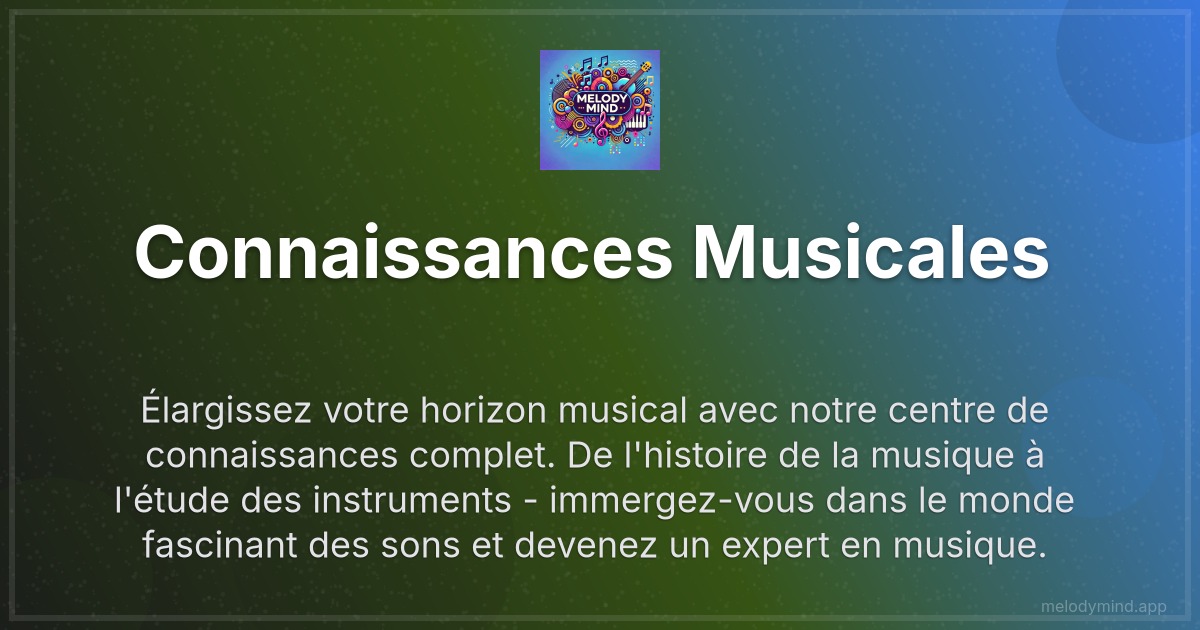 MELODY
MIND
Connaissances Musicales
Élargissez votre horizon musical avec notre centre de
connaissances complet. De l'histoire de la musique à
l'étude des instruments - immergez-vous dans le monde
fascinant des sons et devenez un expert en musique.
melodymind.app